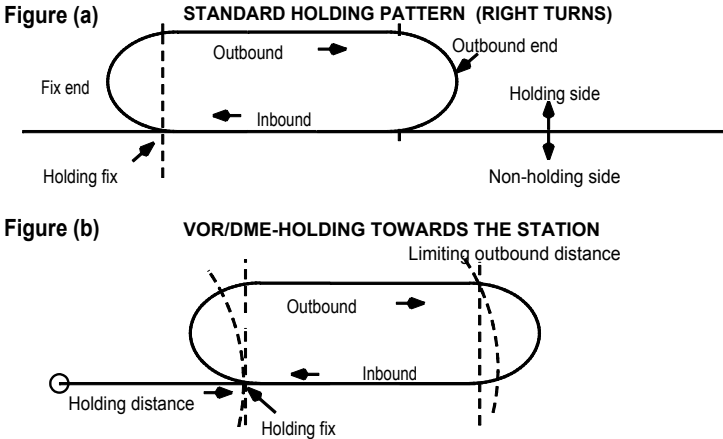 Figure (a)
STANDARD HOLDING PATTERN (RIGHT TURNS)
Outbound
Outbound end
Fix end
Holding side
Inbound
Holding fix
Non-holding side
Figure (b)
VOR/DME-HOLDING TOWARDS THE STATION
Limiting outbound distance
Outbound
Inbound
Holding distance
Holding fix